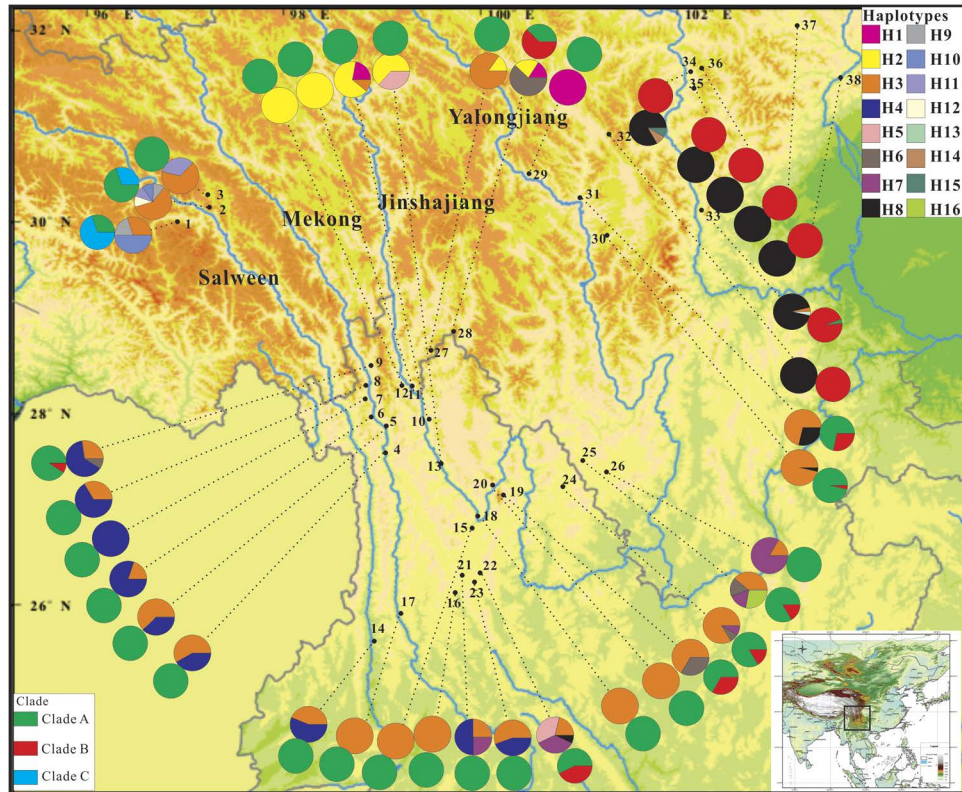 96
98
100
102
E
32
N
30
N
28
N
26
N
Haplotypes
H1 H9
H2 H10
H3 H11
H4 H12
H5 H13
H6 H14
H7 H15
H8 H16
Yalongjiang
Jinshajiang
Mekong
Salween
37
36
34
35
38
32
33
29
31
30
3
2
1
28
27
9
8
7
6
5
4
12
11
10
13
25
26
24
20
19
18
15
21
22
23
16
17
14
Clade
Clade A
Clade B
Clade C